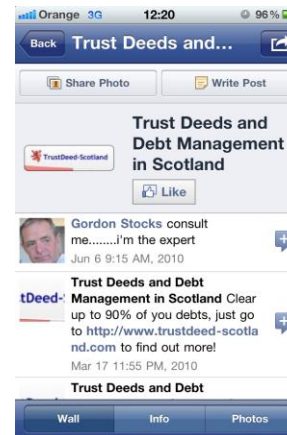 Orange 3G 12:20 96%
Back Trust Deeds and...
Share Photo Write Post
Trust Deeds and
Debt Management
in Scotland
TrustDeed-Scotland
Like
Gordon Stocks consult
me........i'm the expert
Jun 6 9:15 AM, 2010
Trust Deeds and Debt
Management in Scotland Clear
up to 90% of you debts, just go
to http://www.trustdeed-scotla
nd.com to find out more!
Mar 17 11:55 PM, 2010
tDeed-
Trust Deeds and Debt
Wall Info Photos